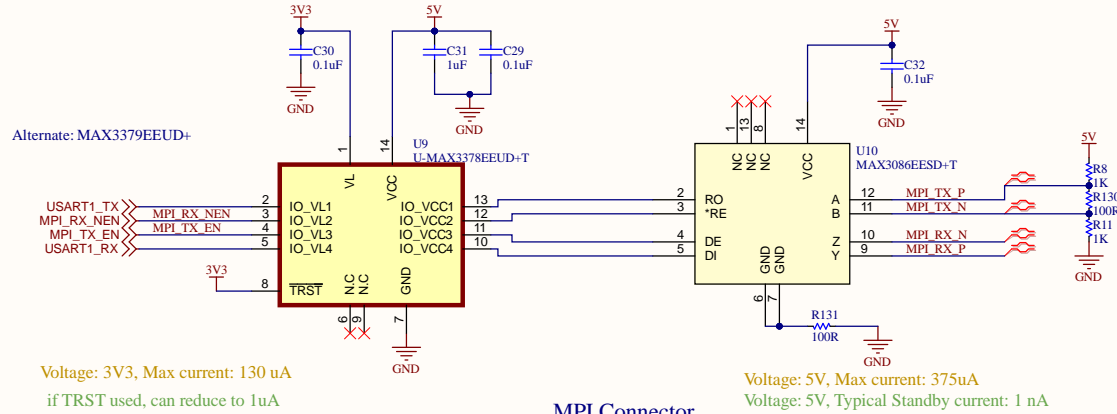 3V3
5V
5V
C30
0.1uF
C31
1uF
C29
0.1uF
C32
0.1uF
GND
GND
GND
Alternate: MAX3379EEUD+
U9
U-MAX3378EEUD+T
U10
MAX3086EESD+T
5V
1
14
VL
VCC
1
13
8
14
NC
NC
NC
VCC
R8
1K
R130
100R
R11
1K
GND
USART1_TX
2
IO_VL1
IO_VCC1
13
2
RO
A
12
MPI_TX_P
MPI_RX_NEN
MPI_RX_NEN
3
IO_VL2
IO_VCC2
12
3
*RE
B
11
MPI_TX_N
MPI_TX_EN
MPI_TX_EN
4
IO_VL3
IO_VCC3
11
4
DE
Z
10
MPI_RX_N
USART1_RX
5
IO_VL4
IO_VCC4
10
5
DI
Y
9
MPI_RX_P
3V3
8
TRST
N.C
N.C
GND
6
9
7
GND
GND
GND
6
7
R131
100R
GND
Voltage: 3V3, Max current: 130 uA
if TRST used, can reduce to 1uA
Voltage: 5V, Max current: 375uA
Voltage: 5V, Typical Standby current: 1 nA
MPI Connector